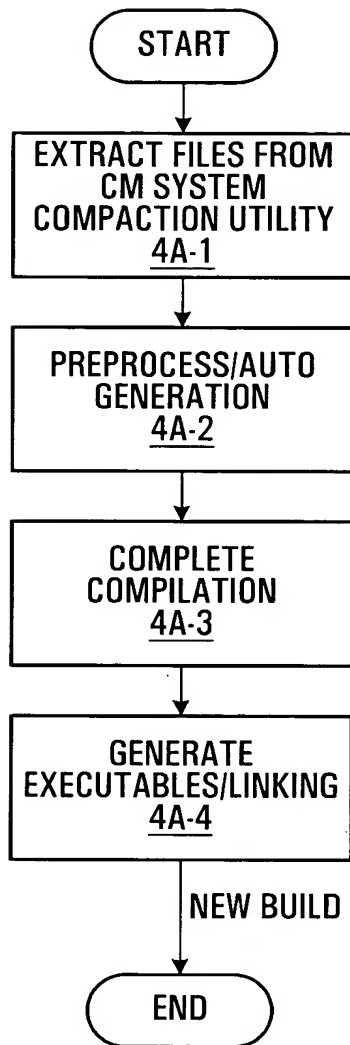 START
EXTRACT FILES FROM
CM SYSTEM
COMPACTION UTILITY
4A-1
PREPROCESS/AUTO
GENERATION
4A-2
COMPLETE
COMPILATION
4A-3
GENERATE
EXECUTABLES/LINKING
4A-4
NEW BUILD
END